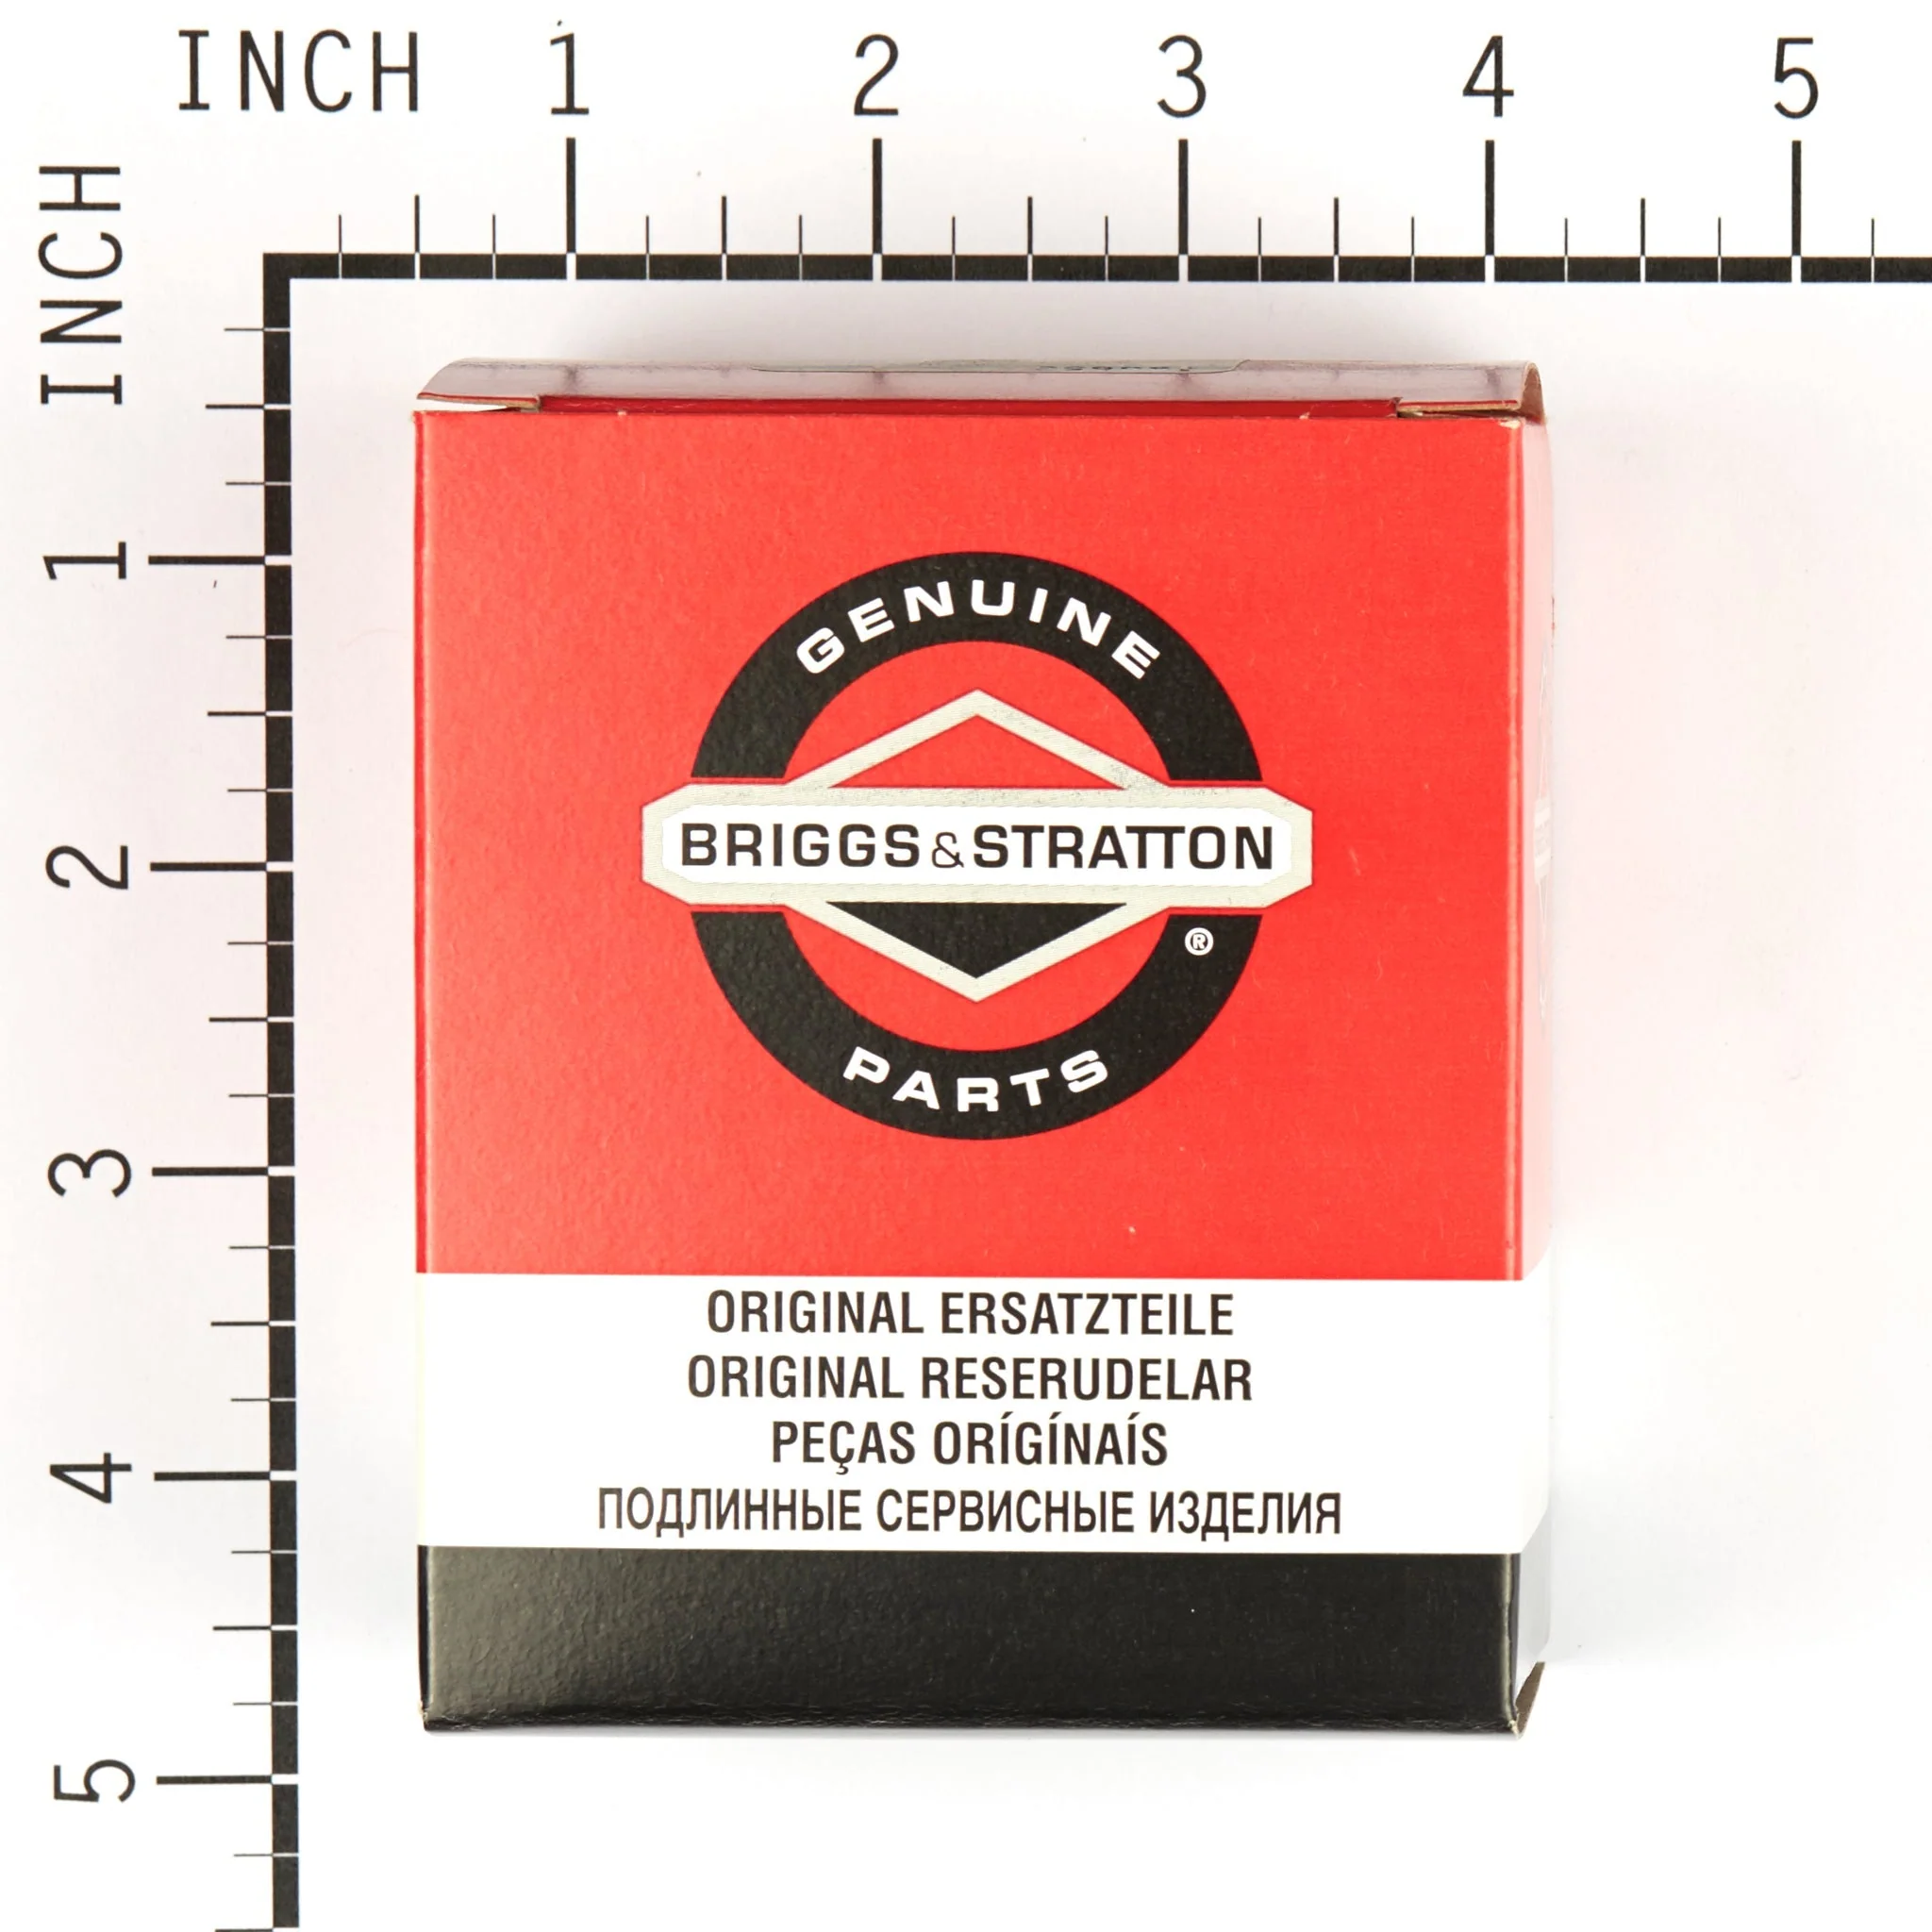 INCH 1 2 3 4 5
INCH 1 2 3 4 5
GENUINE
BRIGGS & STRATTON
®
PARTS
ORIGINAL ERSATZTEILE
ORIGINAL RESERUDELAR
PEÇAS ORÍGÍNAÍS
ПОДЛИННЫЕ СЕРВИСНЫЕ ИЗДЕЛИЯ